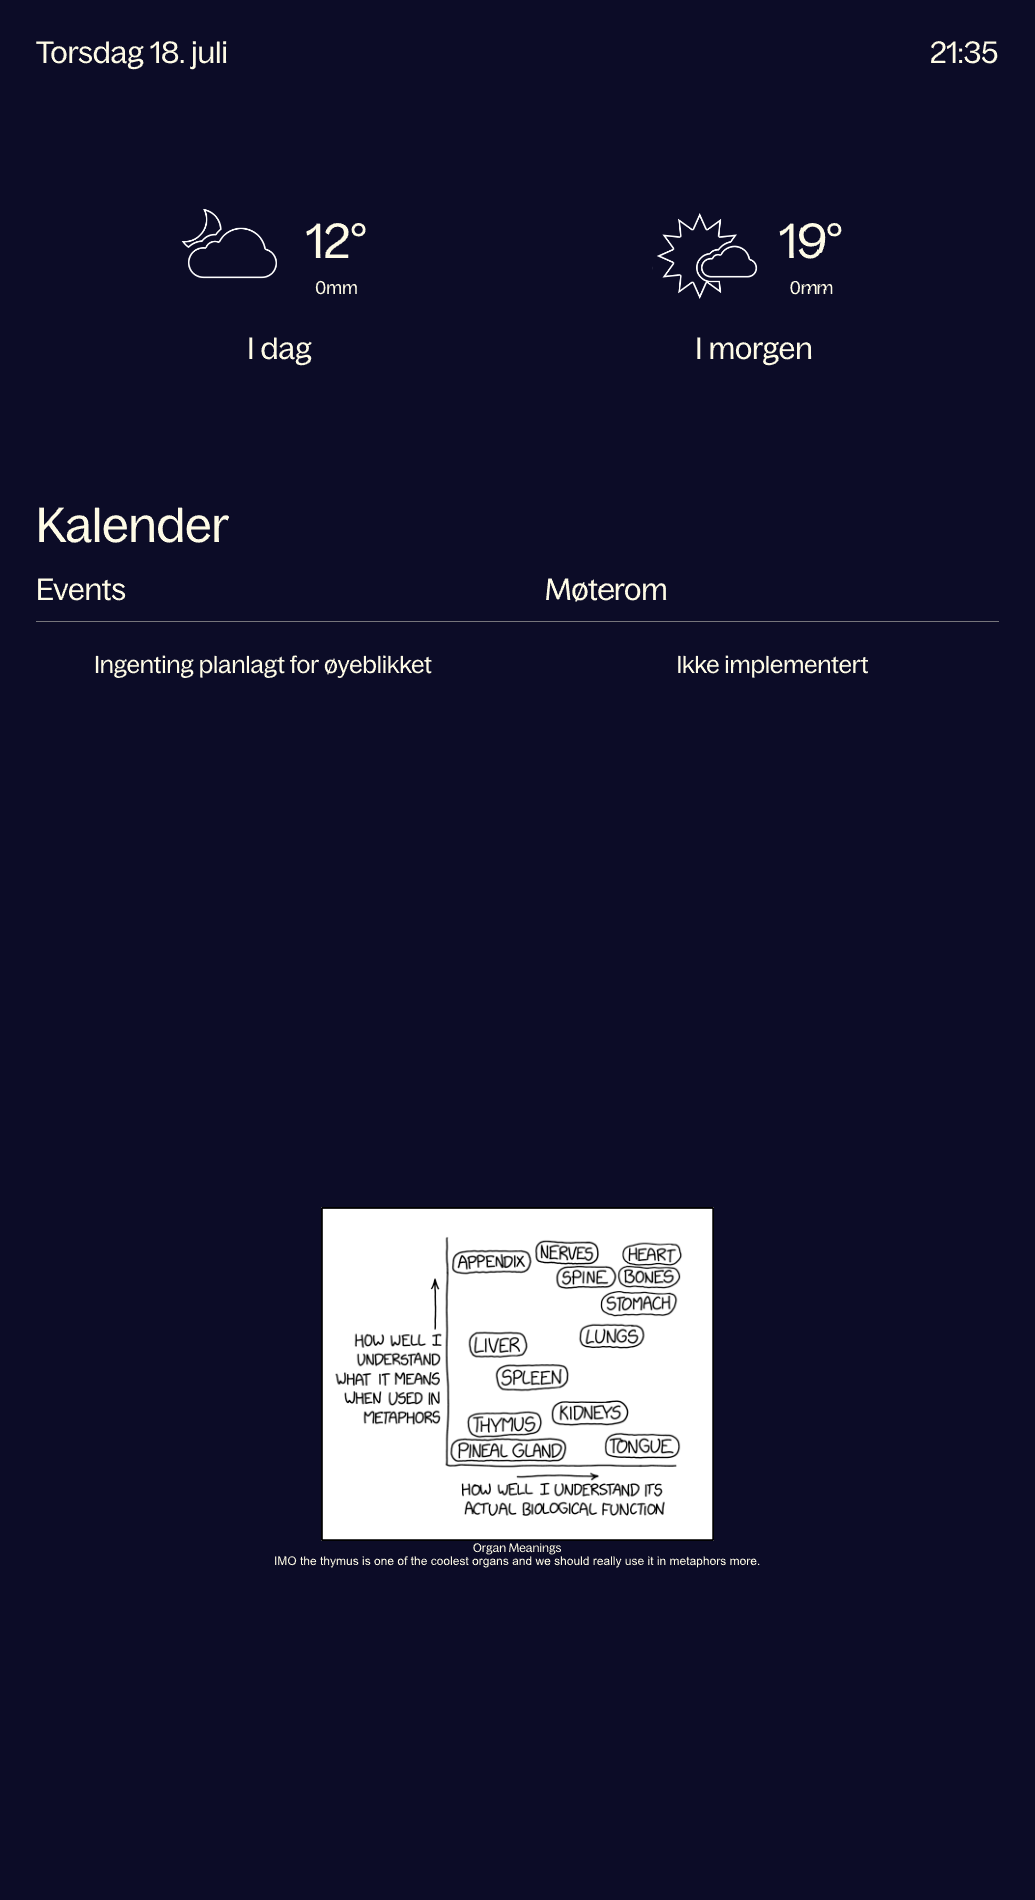 Torsdag 18. juli
21:35
12°
0mm
I dag
19°
0mm
I morgen
Kalender
Events
Møterom
Ingenting planlagt for øyeblikket
Ikke implementert
APPENDIX
NERVES
HEART
SPINE
BONES
STOMACH
LIVER
LUNGS
SPLEEN
THYMUS
KIDNEYS
PINEAL GLAND
TONGUE
HOW WELL I
UNDERSTAND
WHAT IT MEANS
WHEN USED IN
METAPHORS
HOW WELL I UNDERSTAND ITS
ACTUAL BIOLOGICAL FUNCTION
Organ Meanings
IMO the thymus is one of the coolest organs and we should really use it in metaphors more.